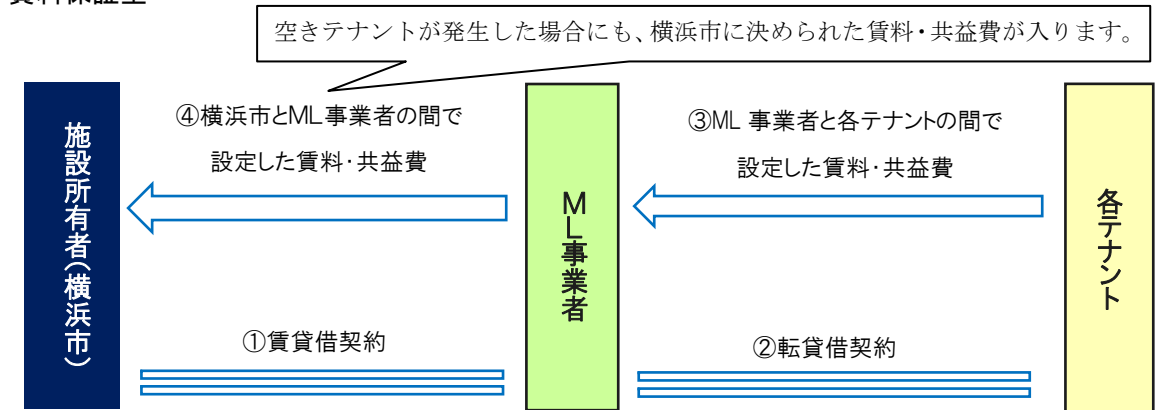 空きテナントが発生した場合にも、横浜市に決められた賃料・共益費が入ります。
④横浜市とML事業者の間で
設定した賃料・共益費
③ML 事業者と各テナントの間で
設定した賃料・共益費
施設所有者(横浜市)
ML事業者
各テナント
①賃貸借契約
②転貸借契約